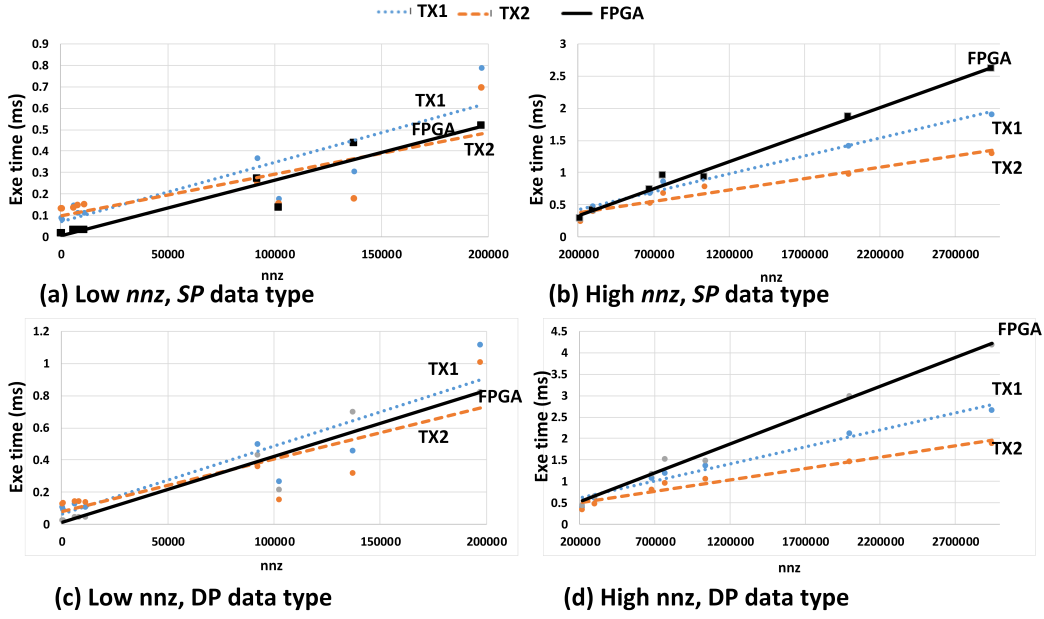 TX1 TX2 FPGA
0.9
0.8
0.7
0.6
0.5
0.4
0.3
0.2
0.1
0
Exe time (ms)
TX1
FPGA
TX2
0 50000 100000 150000 200000
nnz
(a) Low nnz, SP data type
3
2.5
2
1.5
1
0.5
0
Exe time (ms)
FPGA
TX1
TX2
200000 700000 1200000 1700000 2200000 2700000
nnz
(b) High nnz, SP data type
1.2
1
0.8
0.6
0.4
0.2
0
Exe time (ms)
TX1
FPGA
TX2
0 50000 100000 150000 200000
nnz
(c) Low nnz, DP data type
4.5
4
3.5
3
2.5
2
1.5
1
0.5
0
Exe time (ms)
FPGA
TX1
TX2
200000 700000 1200000 1700000 2200000 2700000
nnz
(d) High nnz, DP data type